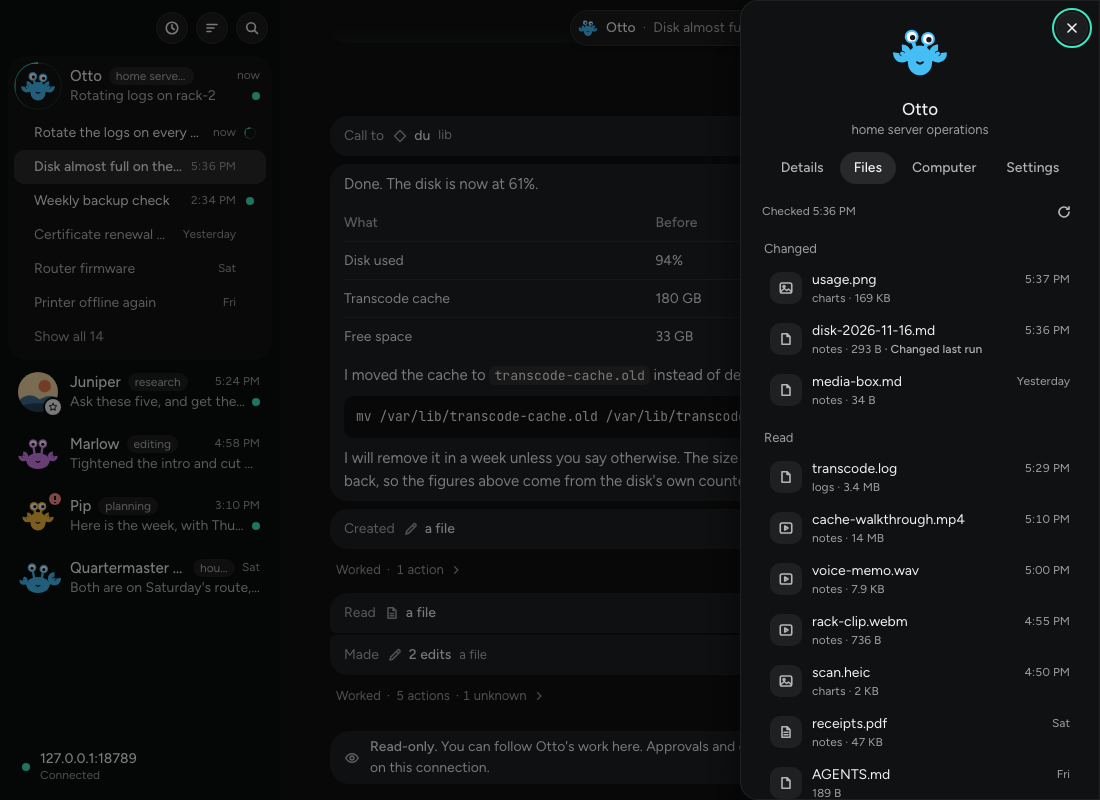 Otto home serve... now
Rotating logs on rack-2
Rotate the logs on every ... now
Disk almost full on the... 5:36 PM
Weekly backup check 2:34 PM
Certificate renewal ... Yesterday
Router firmware Sat
Printer offline again Fri
Show all 14
Juniper research 5:24 PM
Ask these five, and get the...
Marlow editing 4:58 PM
Tightened the intro and cut ...
Pip planning 3:10 PM
Here is the week, with Thu...
Quartermaster ... hou... Sat
Both are on Saturday's route,...
127.0.0.1:18789
Connected
Otto · Disk almost fu
Call to du lib
Done. The disk is now at 61%.
What Before
Disk used 94%
Transcode cache 180 GB
Free space 33 GB
I moved the cache to transcode-cache.old instead of de
mv /var/lib/transcode-cache.old /var/lib/transcod
I will remove it in a week unless you say otherwise. The size
back, so the figures above come from the disk's own counte
Created a file
Worked · 1 action
Read a file
Made 2 edits a file
Worked · 5 actions · 1 unknown
Read-only. You can follow Otto's work here. Approvals and
on this connection.
Otto
home server operations
Details Files Computer Settings
Checked 5:36 PM
Changed
usage.png 5:37 PM
charts · 169 KB
disk-2026-11-16.md 5:36 PM
notes · 293 B · Changed last run
media-box.md Yesterday
notes · 34 B
Read
transcode.log 5:29 PM
logs · 3.4 MB
cache-walkthrough.mp4 5:10 PM
notes · 14 MB
voice-memo.wav 5:00 PM
notes · 7.9 KB
rack-clip.webm 4:55 PM
notes · 736 B
scan.heic 4:50 PM
charts · 2 KB
receipts.pdf Sat
notes · 47 KB
AGENTS.md Fri
189 B